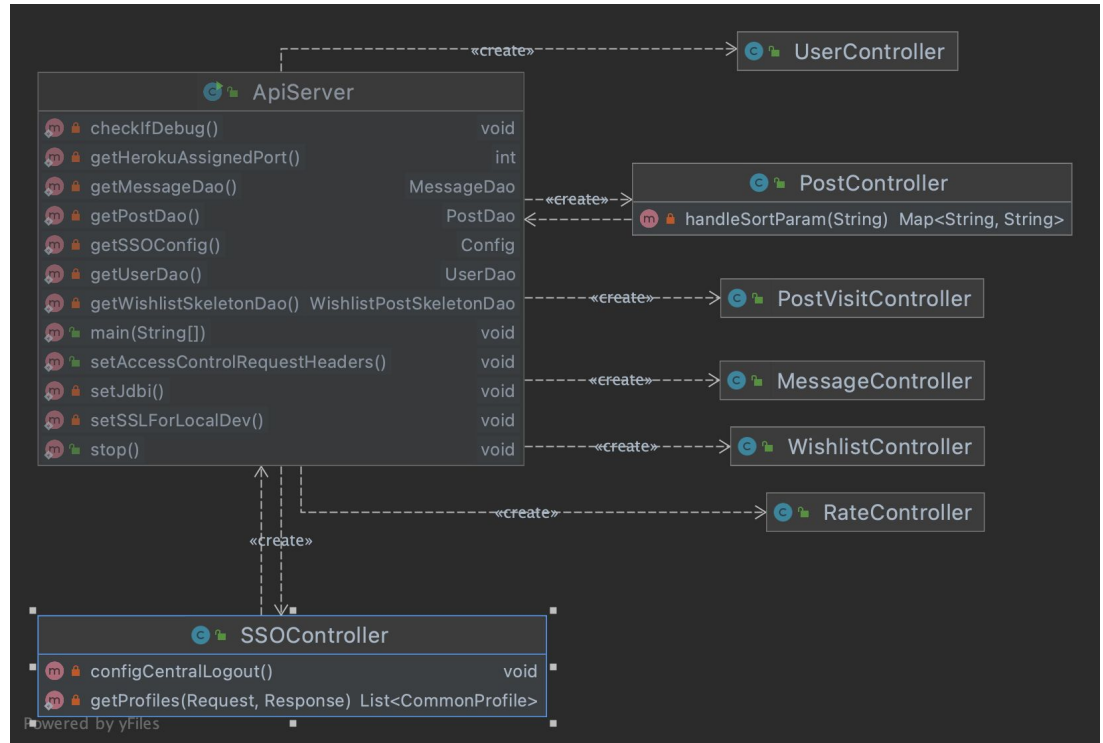 «create»
UserController
ApiServer
checkIfDebug() void
getHerokuAssignedPort() int
getMessageDao() MessageDao
getPostDao() PostDao
getSSOConfig() Config
getUserDao() UserDao
getWishlistSkeletonDao() WishlistPostSkeletonDao
main(String[]) void
setAccessControlRequestHeaders() void
setJdbi() void
setSSLForLocalDev() void
stop() void
«create»
PostController
handleSortParam(String) Map<String, String>
«create»
PostVisitController
«create»
MessageController
«create»
WishlistController
«create»
RateController
«create»
SSOController
configCentralLogout() void
getProfiles(Request, Response) List<CommonProfile>
Powered by yFiles